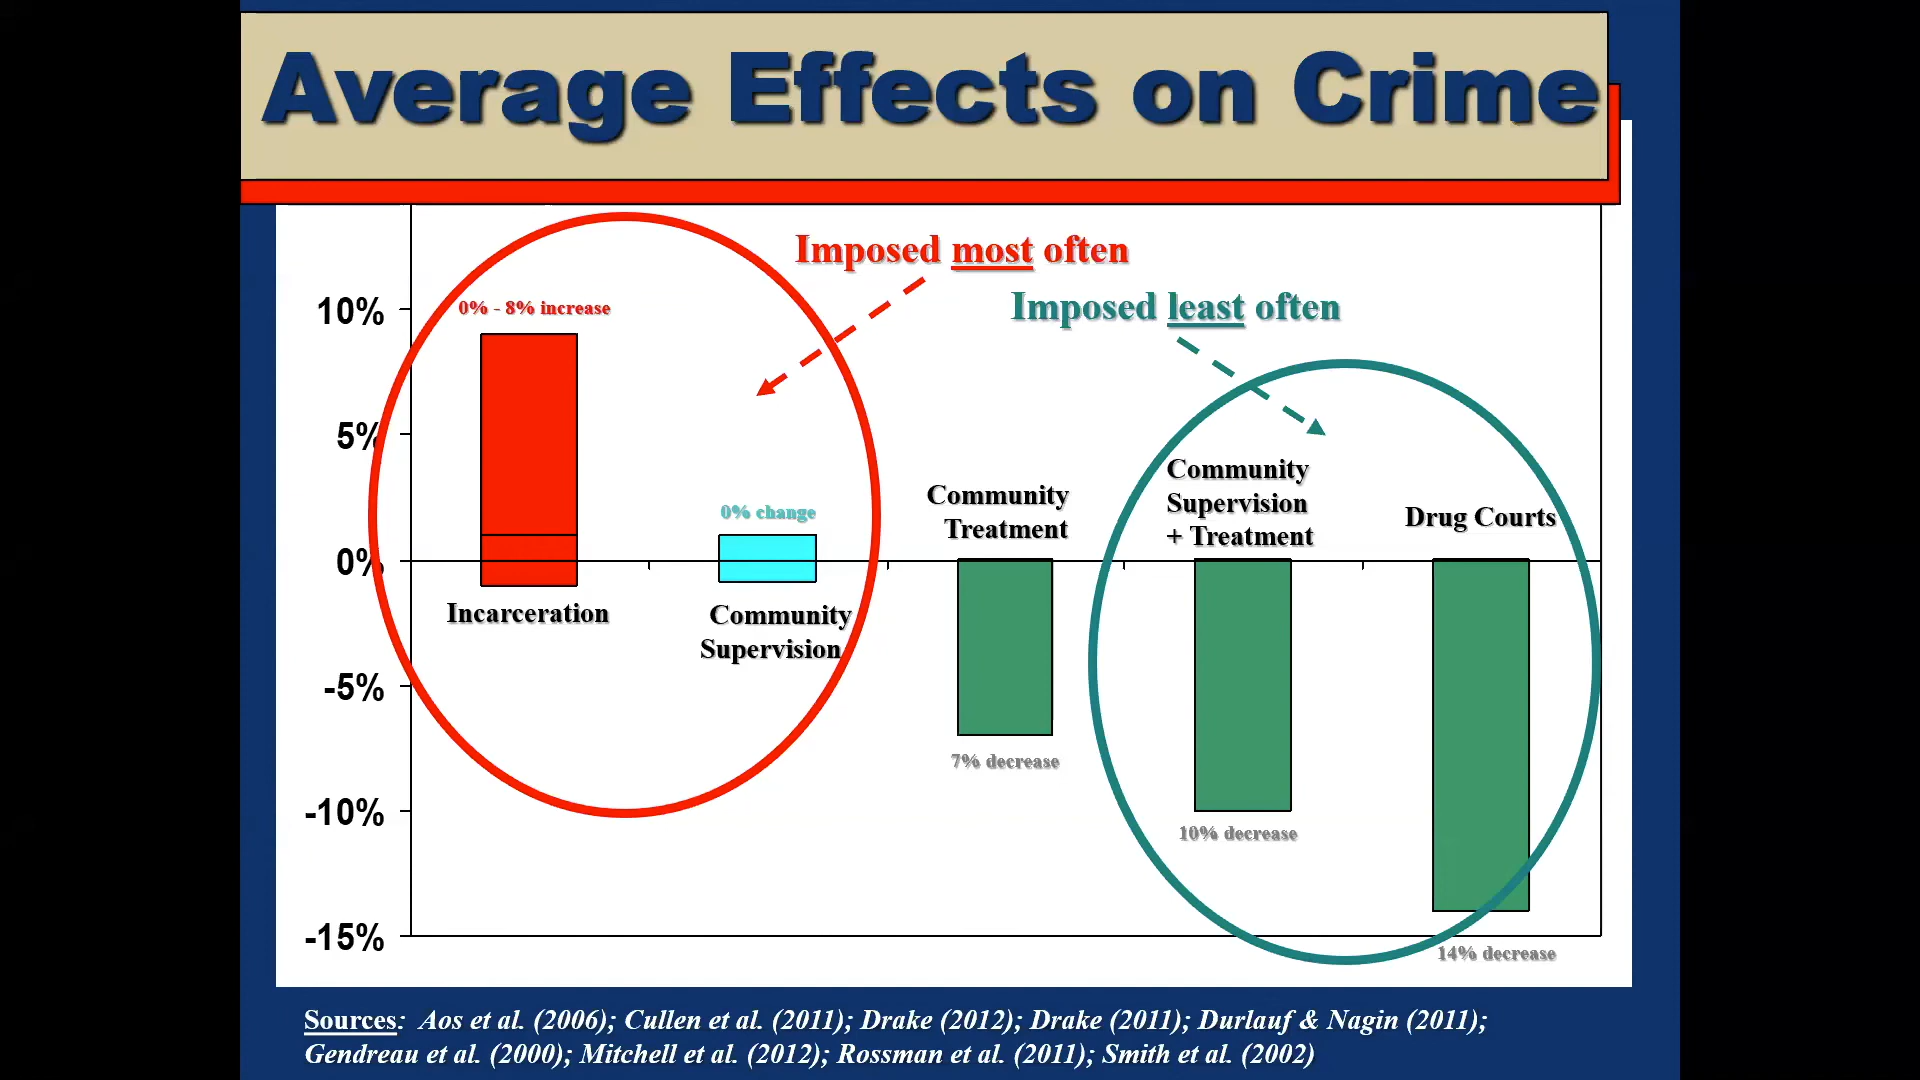 Average Effects on Crime
Imposed most often
Imposed least often
10%
5%
0%
-5%
-10%
-15%
0% - 8% increase
Incarceration
0% change
Community
Supervision
Community
Treatment
7% decrease
Community
Supervision
+ Treatment
10% decrease
Drug Courts
14% decrease
Sources: Aos et al. (2006); Cullen et al. (2011); Drake (2012); Drake (2011); Durlauf & Nagin (2011);
Gendreau et al. (2000); Mitchell et al. (2012); Rossman et al. (2011); Smith et al. (2002)